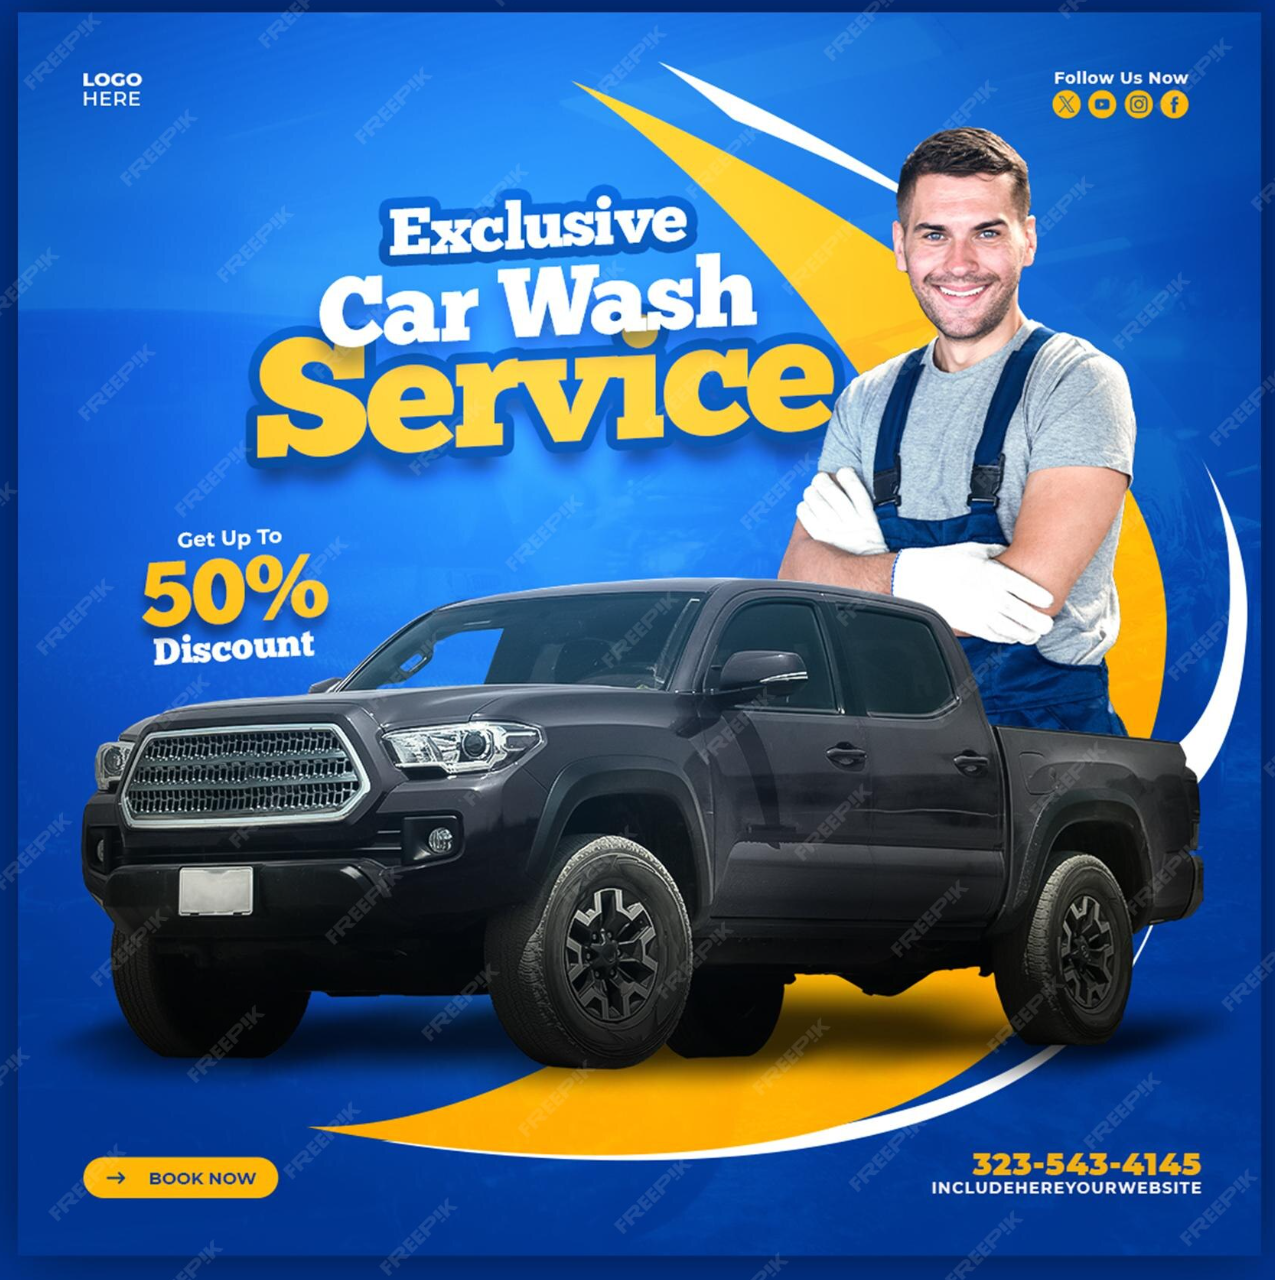 LOGO
HERE
Follow Us Now
Exclusive
Car Wash
Service
Get Up To
50%
Discount
BOOK NOW
323-543-4145
INCLUDEHEREYOURWEBSITE
FREEPIK